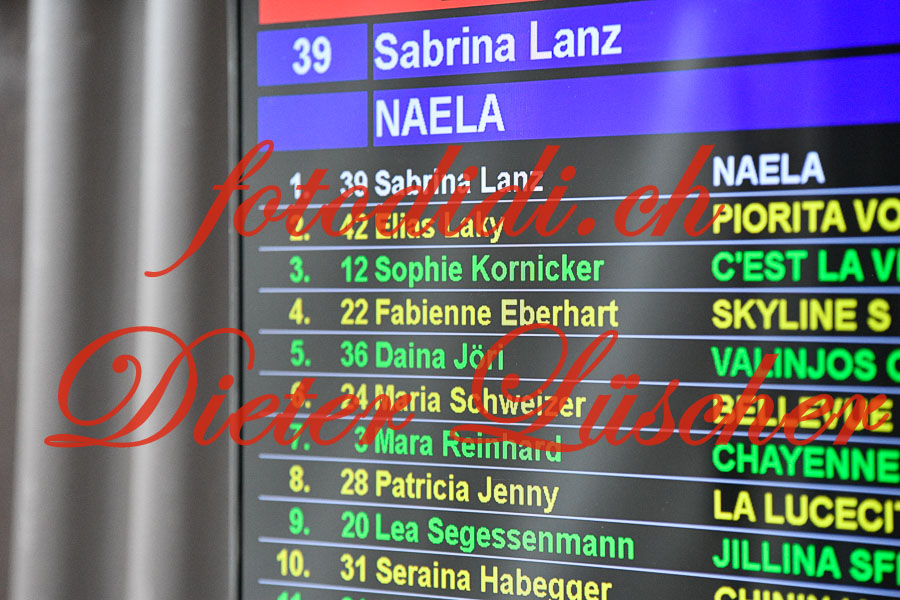 39 Sabrina Lanz
NAELA
1. 39 Sabrina Lanz NAELA
2. 42 Elias Laky PIORITA VO
3. 12 Sophie Kornicker C'EST LA V
4. 22 Fabienne Eberhart SKYLINE S
5. 36 Daina Jöri VALINJOS
6. 24 Maria Schweizer BELLEVUE
7. 3 Mara Reinhard CHAYENNE
8. 28 Patricia Jenny LA LUCECIT
9. 20 Lea Segessenmann JILLINA SF
10. 31 Seraina Habegger
fotodidi.ch
Dieter Lüscher